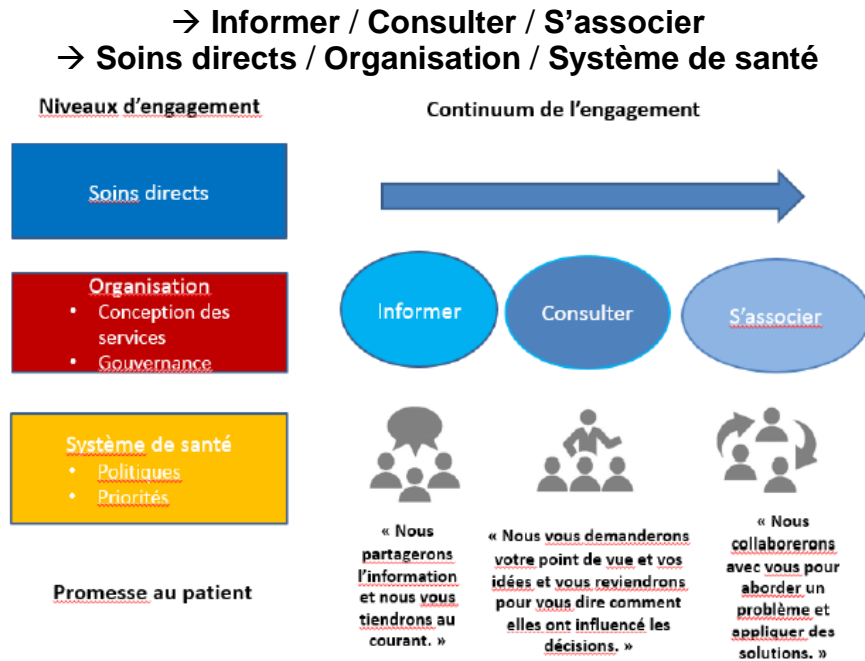 → Informer / Consulter / S'associer
→ Soins directs / Organisation / Système de santé
Niveaux d'engagement
Continuum de l'engagement
Soins directs
Organisation
• Conception des
services
• Gouvernance
Informer
Consulter
S'associer
Système de santé
• Politiques
• Priorités
Promesse au patient
« Nous
partagerons
l'information
et nous vous
tiendrons au
courant. »
« Nous vous demanderons
votre point de vue et vos
idées et vous reviendrons
pour vous dire comment
elles ont influencé les
décisions. »
« Nous
collaborerons
avec vous pour
aborder un
problème et
appliquer des
solutions. »